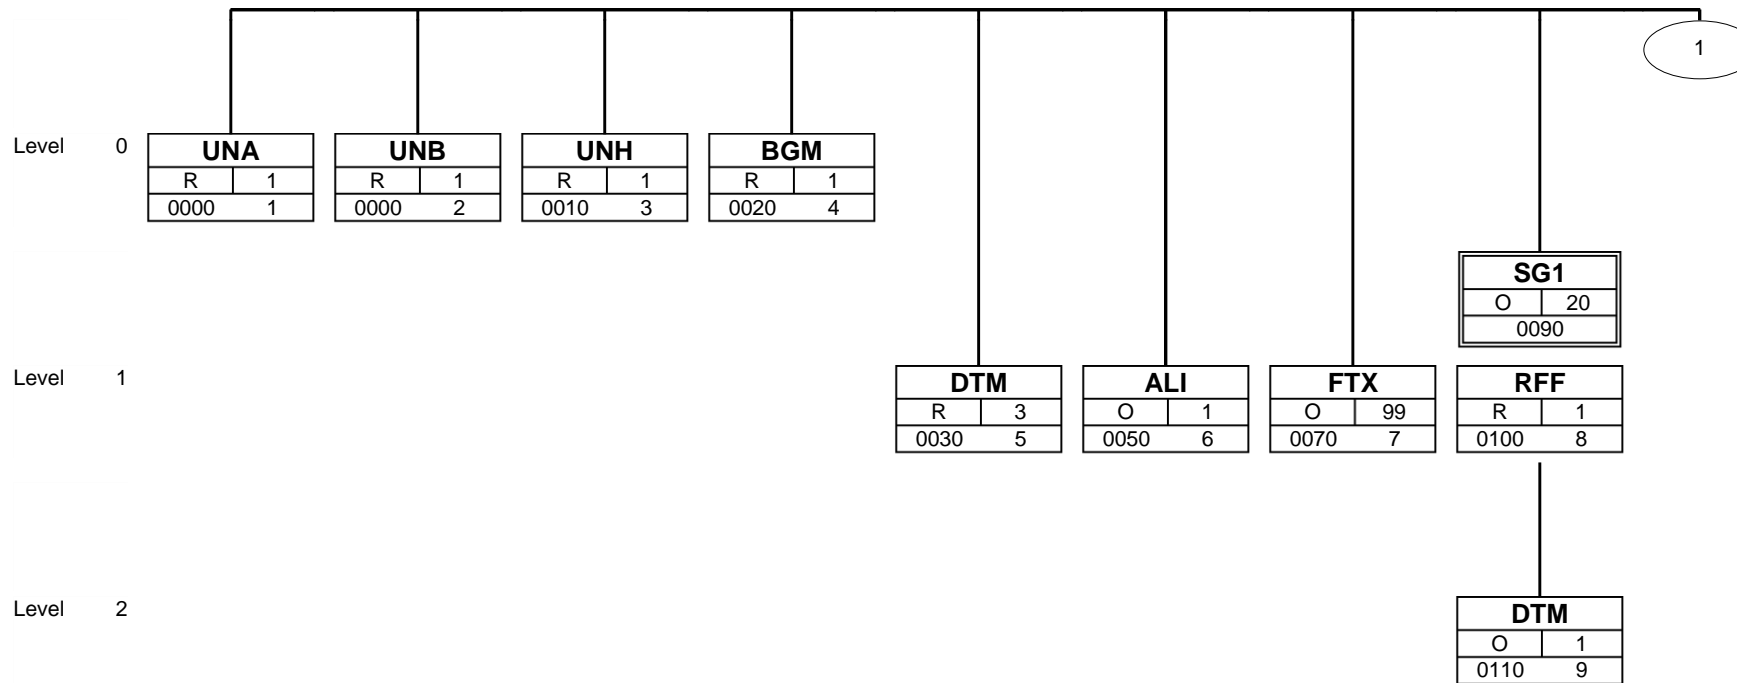 1
Level 0
UNA UNB UNH BGM
R 1 R 1 R 1 R 1
0000 1 0000 2 0010 3 0020 4
SG1
O 20
0090
Level 1
DTM ALI FTX RFF
R 3 O 1 O 99 R 1
0030 5 0050 6 0070 7 0100 8
Level 2
DTM
O 1
0110 9